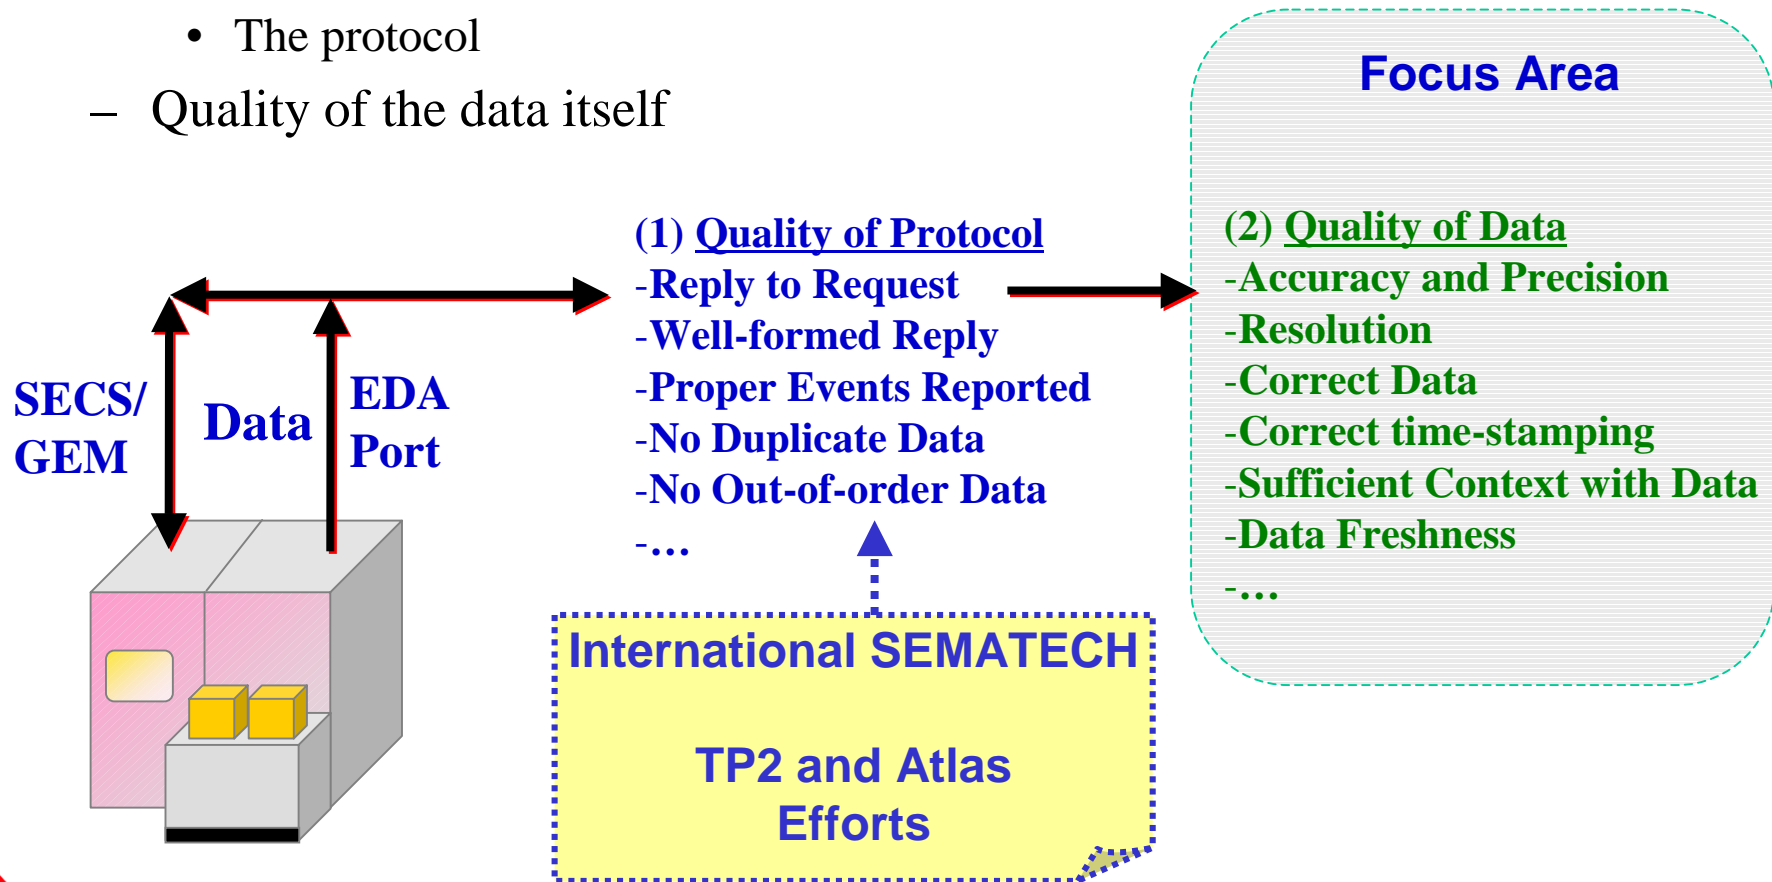 • The protocol
– Quality of the data itself
SECS/
GEM
Data
EDA
Port
(1) Quality of Protocol
-Reply to Request
-Well-formed Reply
-Proper Events Reported
-No Duplicate Data
-No Out-of-order Data
-...
International SEMATECH
TP2 and Atlas
Efforts
Focus Area
(2) Quality of Data
-Accuracy and Precision
-Resolution
-Correct Data
-Correct time-stamping
-Sufficient Context with Data
-Data Freshness
-...